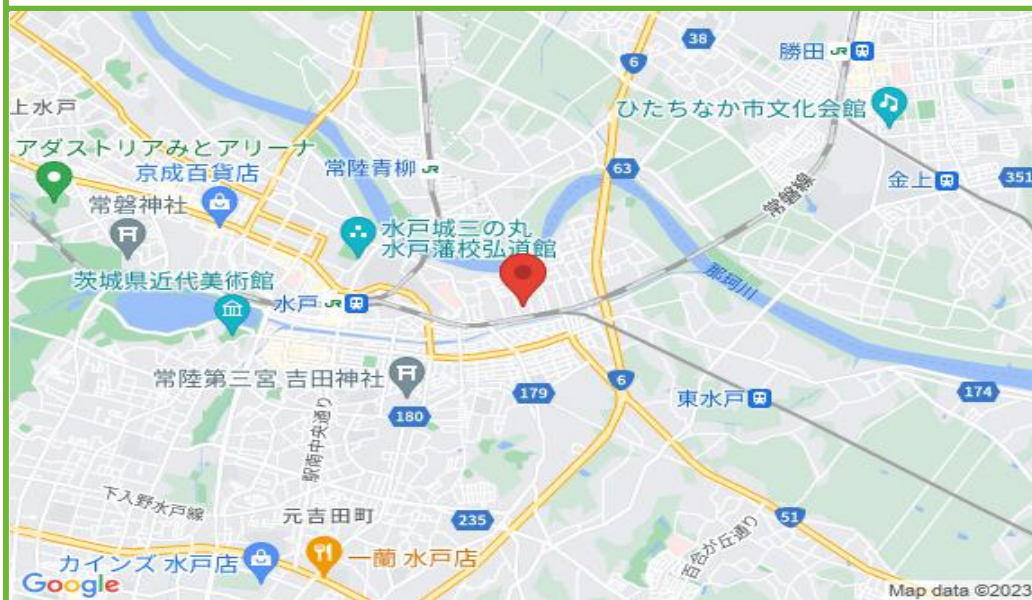 38
勝田 JR
6
ひたちなか市文化会館
上水戸
アダストリアみとアリーナ
京成百貨店
常陸青柳 JR
63
金上
351
常磐神社
水戸城三の丸
水戸藩校弘道館
常磐線
茨城県近代美術館
水戸 JR
那珂川
常陸第三宮 吉田神社
6
179
東水戸
174
180
駅南中央通り
下入野水戸線
元吉田町
235
51
百合が丘通り
カインズ 水戸店
一蘭 水戸店
Google
Map data ©2023